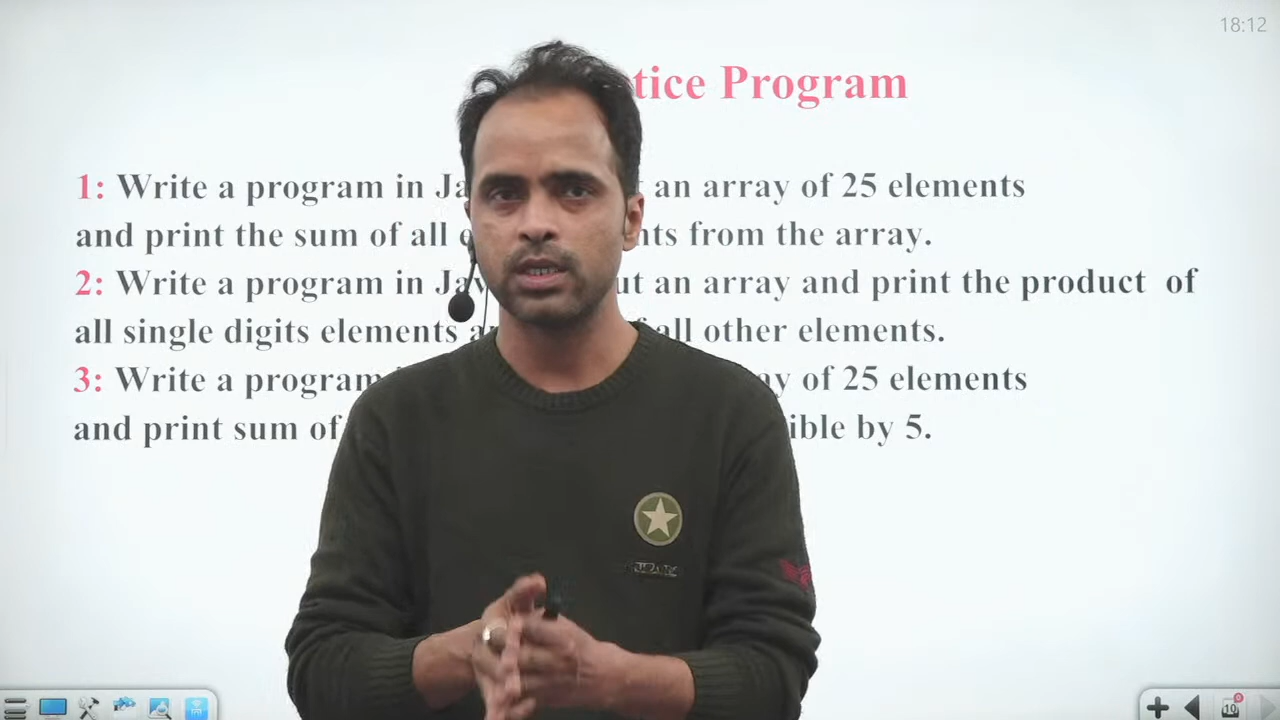 18:12
tice Program
1: Write a program in Ja an array of 25 elements
and print the sum of all nts from the array.
2: Write a program in Jav ut an array and print the product of
all single digits elements a all other elements.
3: Write a program ay of 25 elements
and print sum of ible by 5.